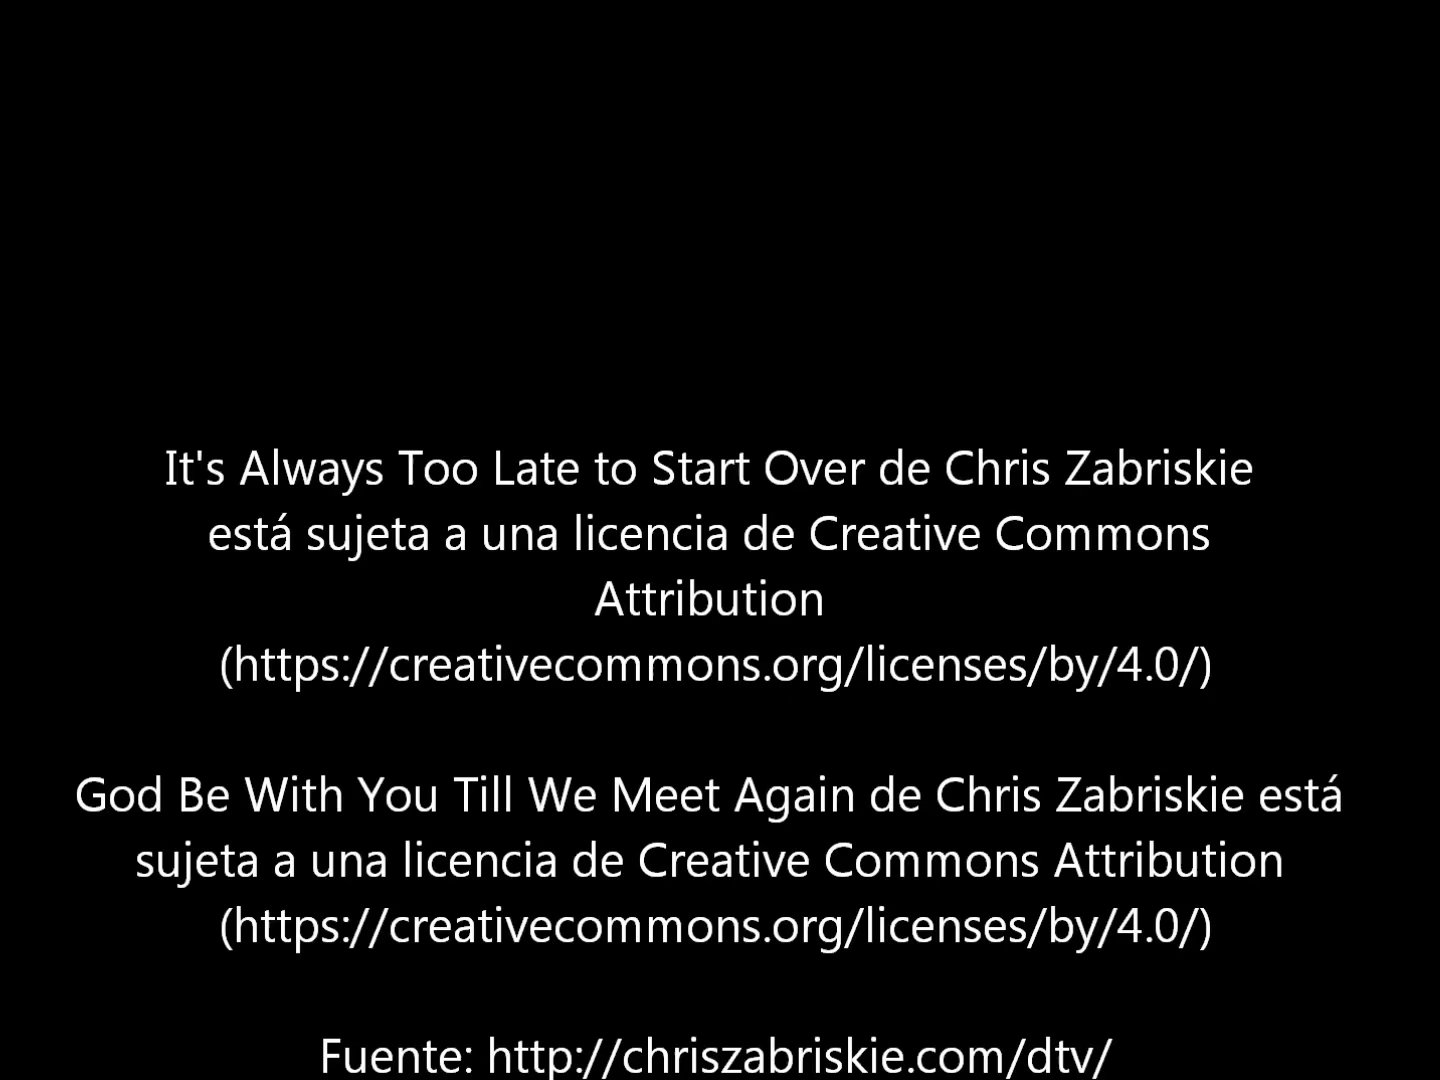 It's Always Too Late to Start Over de Chris Zabriskie
está sujeta a una licencia de Creative Commons
Attribution
(https://creativecommons.org/licenses/by/4.0/)
God Be With You Till We Meet Again de Chris Zabriskie está
sujeta a una licencia de Creative Commons Attribution
(https://creativecommons.org/licenses/by/4.0/)
Fuente: http://chriszabriskie.com/dtv/